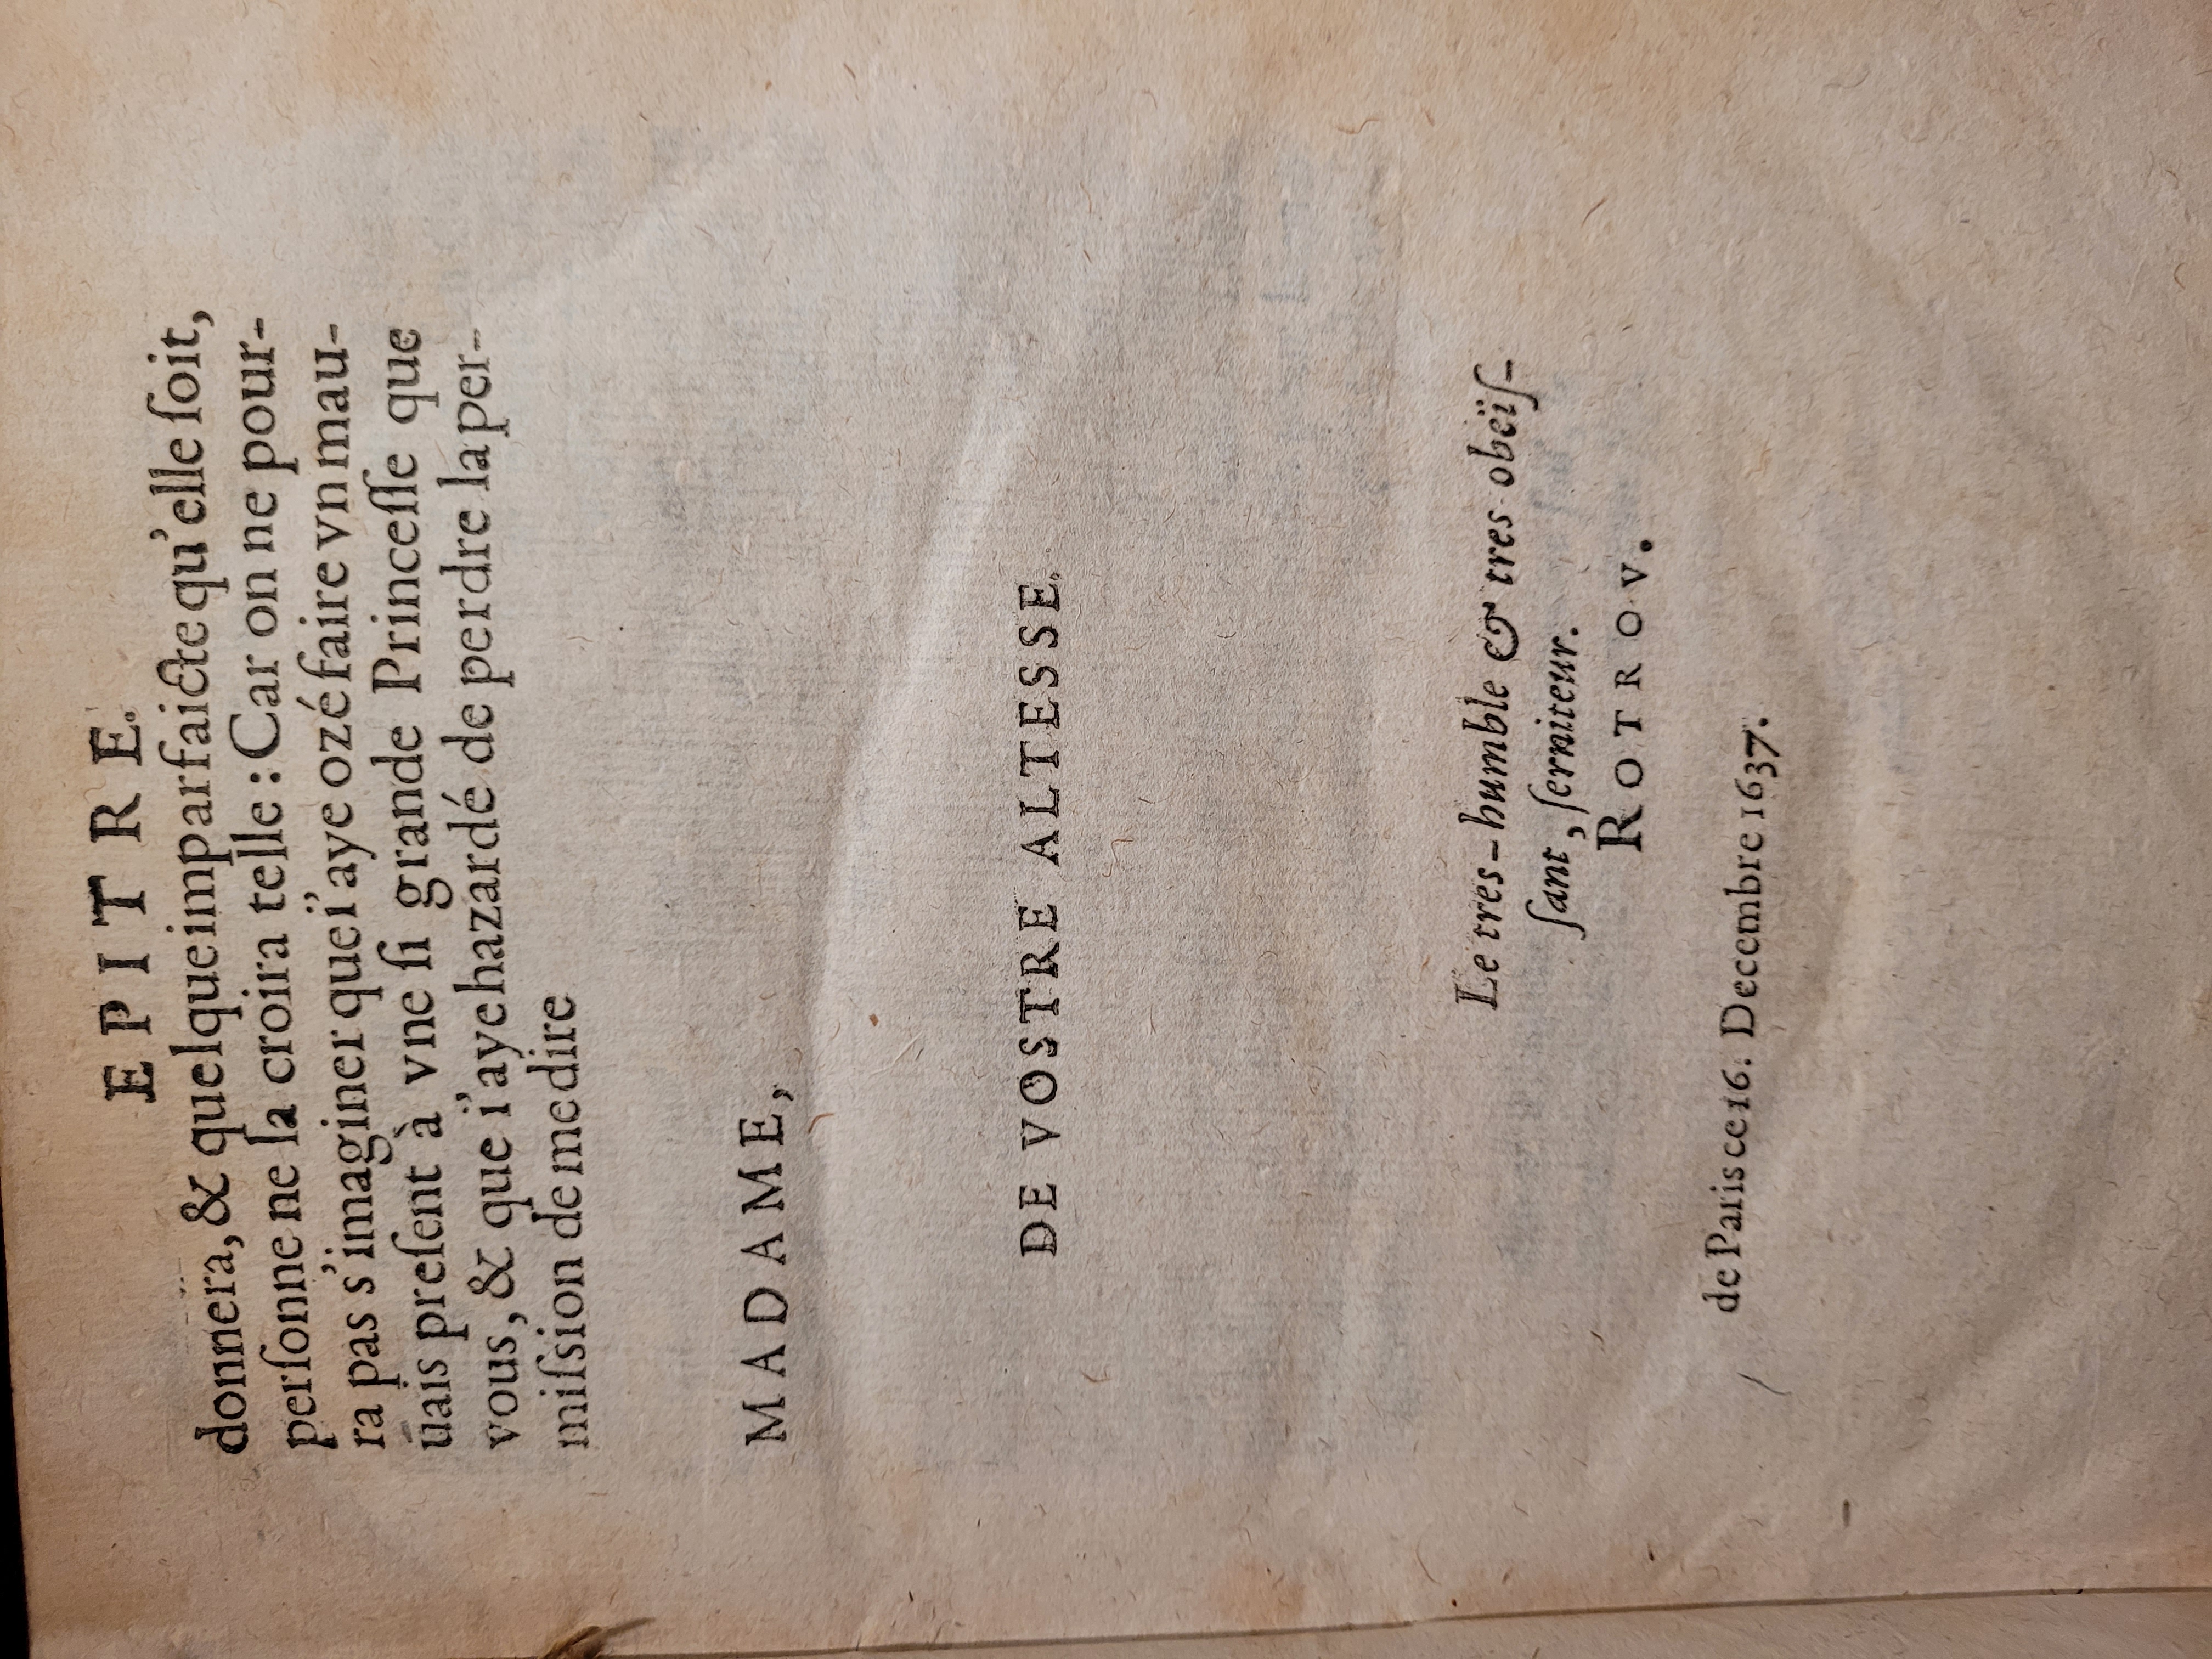 EPITRE.
donnera, & quelque imparfaicte qu'elle ſoit,
perſonne ne la croira telle : Car on ne pour-
ra pas s'imaginer que i'aye ozé faire vn mau-
uais preſent à vne ſi grande Princeſſe que
vous, & que i'aye hazardé de perdre la per-
miſsion de me dire
MADAME,
DE VOSTRE ALTESSE.
Le tres-humble & tres obeïſ-
ſant, ſeruiteur.
ROTROV.
de Paris ce 16. Decembre 1637.